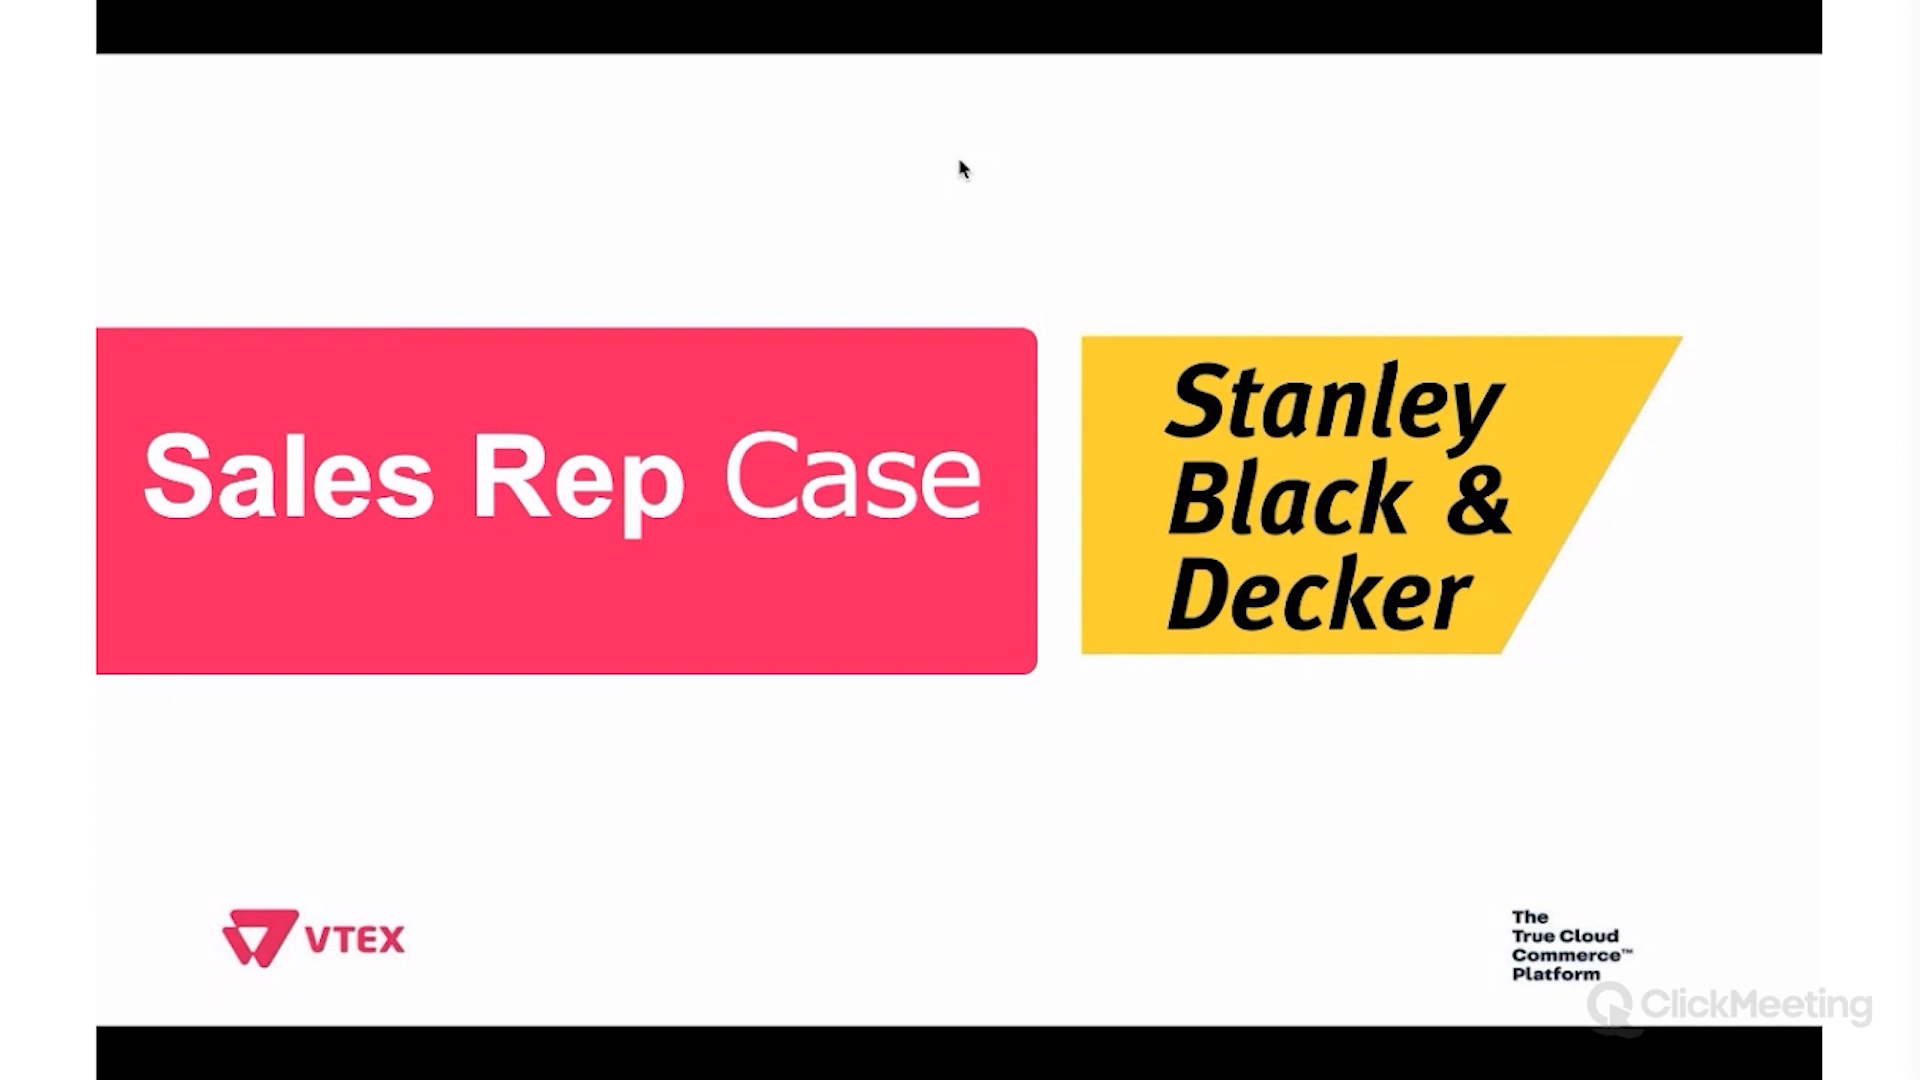 Sales Rep Case
Stanley
Black &
Decker
VTEX
The
True Cloud
Commerce™
Platform
ClickMeeting